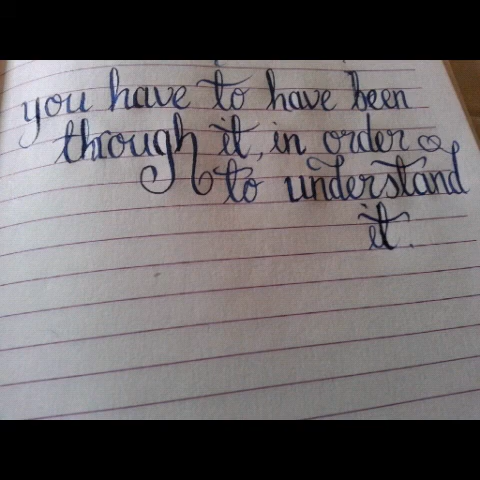 you have to have been
through it, in order
to understand
it.